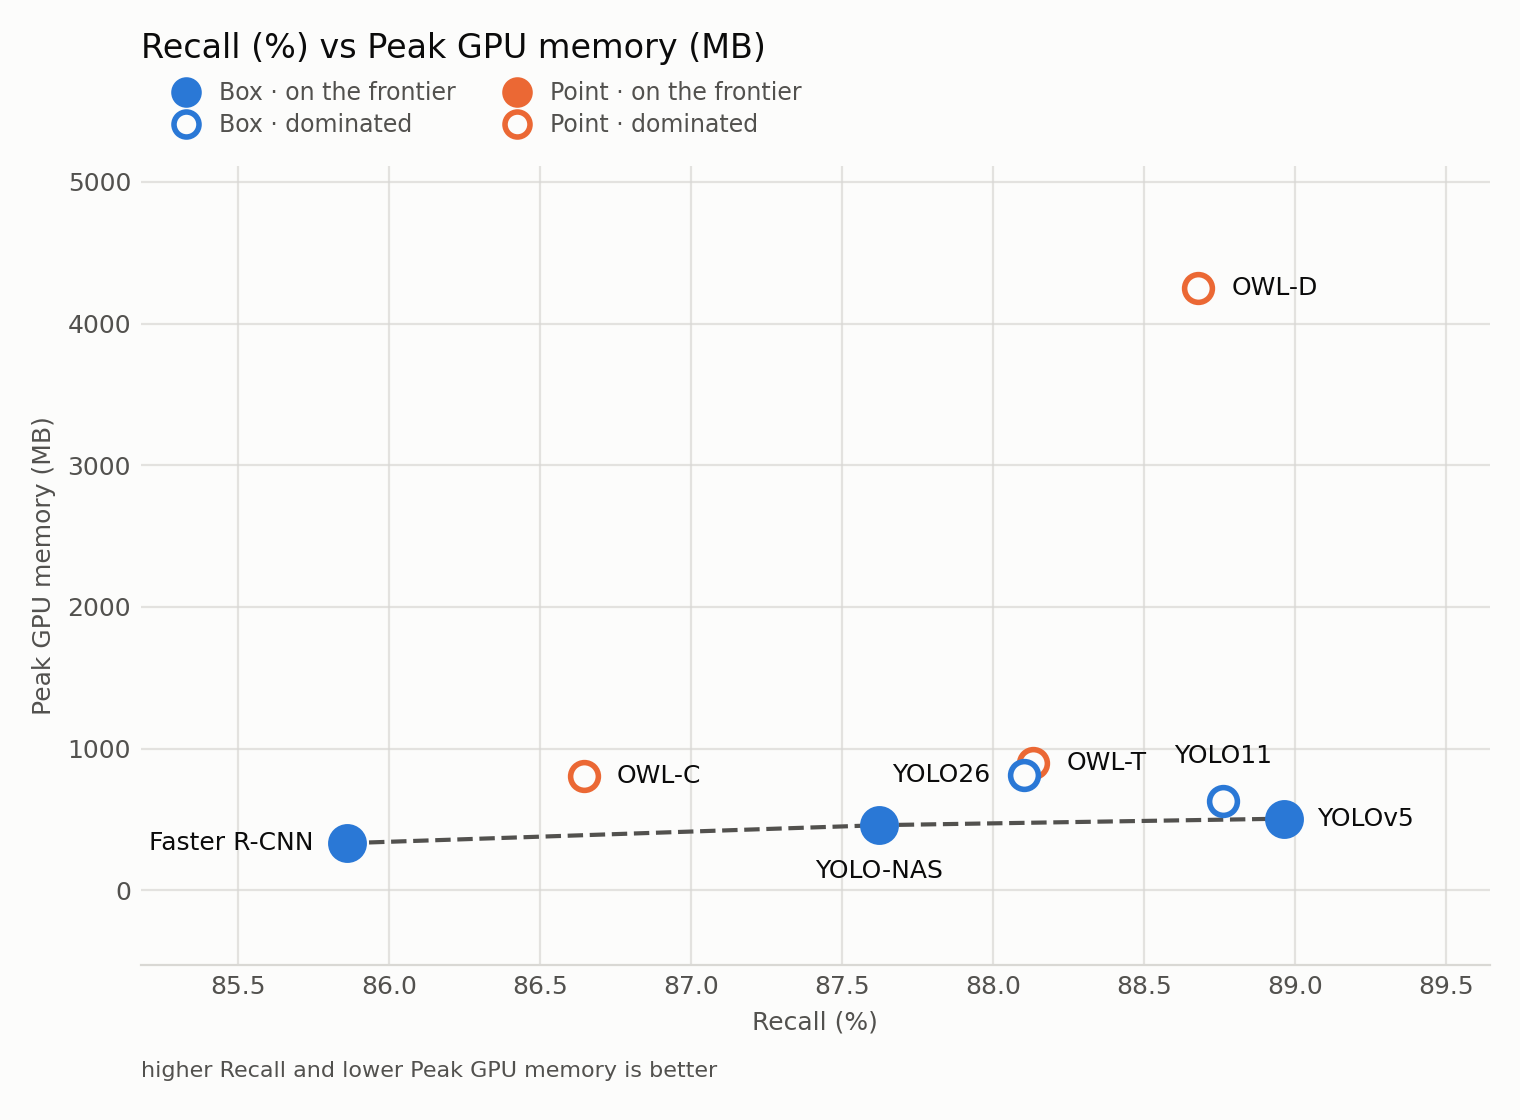 Recall (%) vs Peak GPU memory (MB)
Box · on the frontier
Point · on the frontier
Box · dominated
Point · dominated
Peak GPU memory (MB)
5000
4000
3000
2000
1000
0
OWL-D
OWL-C
YOLO26
OWL-T
YOLO11
Faster R-CNN
YOLO-NAS
YOLOv5
85.5 86.0 86.5 87.0 87.5 88.0 88.5 89.0 89.5
Recall (%)
higher Recall and lower Peak GPU memory is better